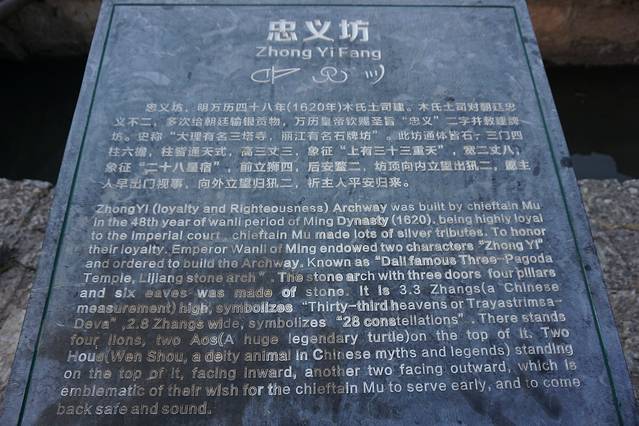 忠义坊
Zhong Yi Fang
忠义坊，明万历四十八年(1620年)木氏土司建。木氏土司对朝廷忠
义不二，多次给朝廷输银贡物，万历皇帝钦赐圣旨“忠义”二字并敕建牌
坊。史称“大理有名三塔寺，丽江有名石牌坊”。此坊通体皆石，三门四
柱六檐，柱皆通天式，高三丈三，象征“上有三十三重天”，宽二丈八，
象征“二十八星宿”，前立狮四，后安鳌二，坊顶向内立望出犼二，愿主
人早出门视事，向外立望归犼二，祈主人平安归来。
ZhongYi (loyalty and Righteousness) Archway was built by chieftain Mu
in the 48th year of wanli period of Ming Dynasty (1620). being highly loyal
to the imperial court, chieftain Mu made lots of silver tributes. To honor
their loyalty. Emperor Wanli of Ming endowed two characters “Zhong Yi”
and ordered to build the Archway. Known as “Dali famous Three-Pagoda
Temple, Lijiang stone arch”. The stone arch with three doors four pillars
and six eaves was made of stone. It is 3.3 Zhangs(a Chinese
measurement) high, symbolizes “Thirty-third heavens or Trayastrimsa-
Deva”,2.8 Zhangs wide, symbolizes “28 constellations”. There stands
four lions, two Aos(A huge legendary turtle)on the top of it. Two
Hous(Wen Shou, a deity animal in Chinese myths and legends) standing
on the top of it, facing inward, another two facing outward, which is
emblematic of their wish for the chieftain Mu to serve early, and to come
back safe and sound.